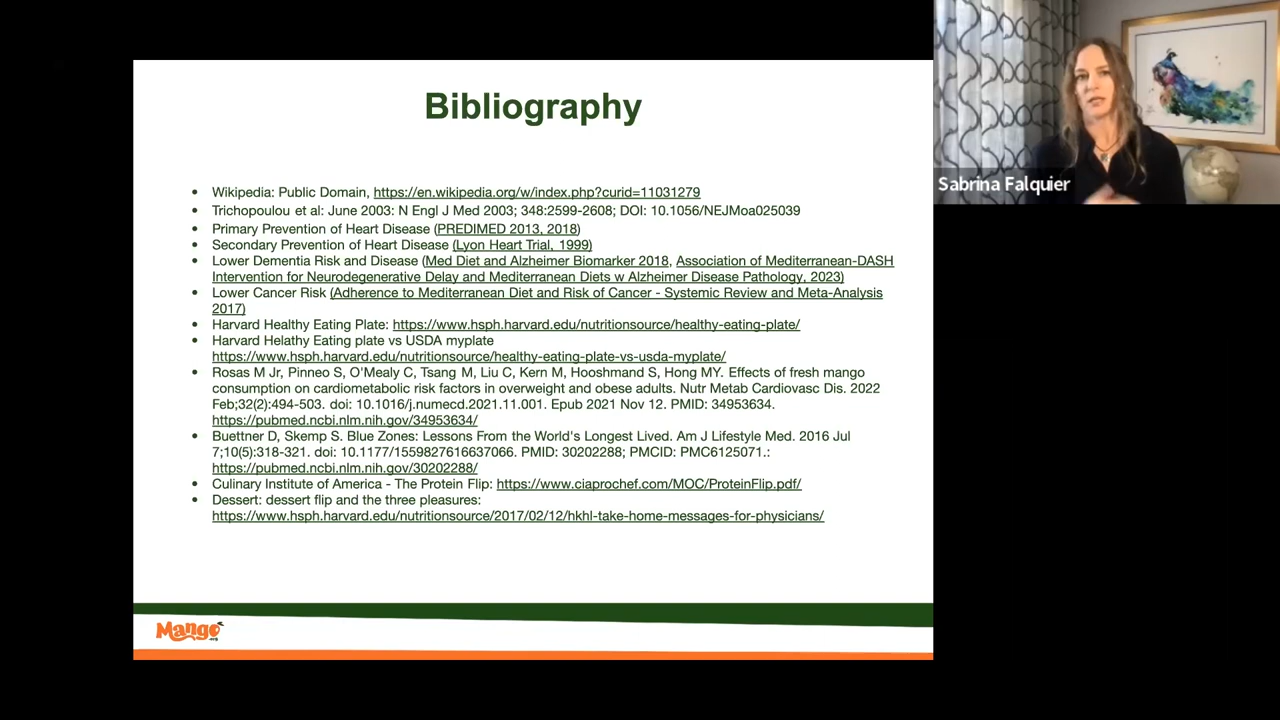 Bibliography
• Wikipedia: Public Domain, https://en.wikipedia.org/w/index.php?curid=11031279
• Trichopoulou et al: June 2003: N Engl J Med 2003; 348:2599-2608; DOI: 10.1056/NEJMoa025039
• Primary Prevention of Heart Disease (PREDIMED 2013, 2018)
• Secondary Prevention of Heart Disease (Lyon Heart Trial, 1999)
• Lower Dementia Risk and Disease (Med Diet and Alzheimer Biomarker 2018, Association of Mediterranean-DASH
Intervention for Neurodegenerative Delay and Mediterranean Diets w Alzheimer Disease Pathology, 2023)
• Lower Cancer Risk (Adherence to Mediterranean Diet and Risk of Cancer - Systemic Review and Meta-Analysis
2017)
• Harvard Healthy Eating Plate: https://www.hsph.harvard.edu/nutritionsource/healthy-eating-plate/
• Harvard Helathy Eating plate vs USDA myplate
https://www.hsph.harvard.edu/nutritionsource/healthy-eating-plate-vs-usda-myplate/
• Rosas M Jr, Pinneo S, O'Mealy C, Tsang M, Liu C, Kern M, Hooshmand S, Hong MY. Effects of fresh mango
consumption on cardiometabolic risk factors in overweight and obese adults. Nutr Metab Cardiovasc Dis. 2022
Feb;32(2):494-503. doi: 10.1016/j.numecd.2021.11.001. Epub 2021 Nov 12. PMID: 34953634.
https://pubmed.ncbi.nlm.nih.gov/34953634/
• Buettner D, Skemp S. Blue Zones: Lessons From the World's Longest Lived. Am J Lifestyle Med. 2016 Jul
7;10(5):318-321. doi: 10.1177/1559827616637066. PMID: 30202288; PMCID: PMC6125071.:
https://pubmed.ncbi.nlm.nih.gov/30202288/
• Culinary Institute of America - The Protein Flip: https://www.ciaprochef.com/MOC/ProteinFlip.pdf/
• Dessert: dessert flip and the three pleasures:
https://www.hsph.harvard.edu/nutritionsource/2017/02/12/hkhl-take-home-messages-for-physicians/
Mango.org
Sabrina Falquier